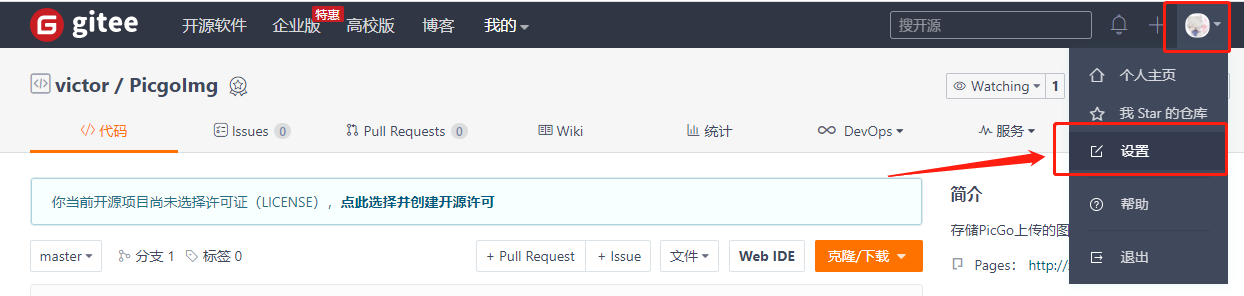 gitee 开源软件 企业版 特惠 高校版 博客 我的 搜开源
victor / PicgoImg Watching 1
代码 Issues 0 Pull Requests 0 Wiki 统计 DevOps 服务
你当前开源项目尚未选择许可证（LICENSE），点此选择并创建开源许可
master 分支 1 标签 0 + Pull Request + Issue 文件 Web IDE 克隆/下载
简介
存储PicGo上传的图
Pages： http://
个人主页
我 Star 的仓库
设置
帮助
退出